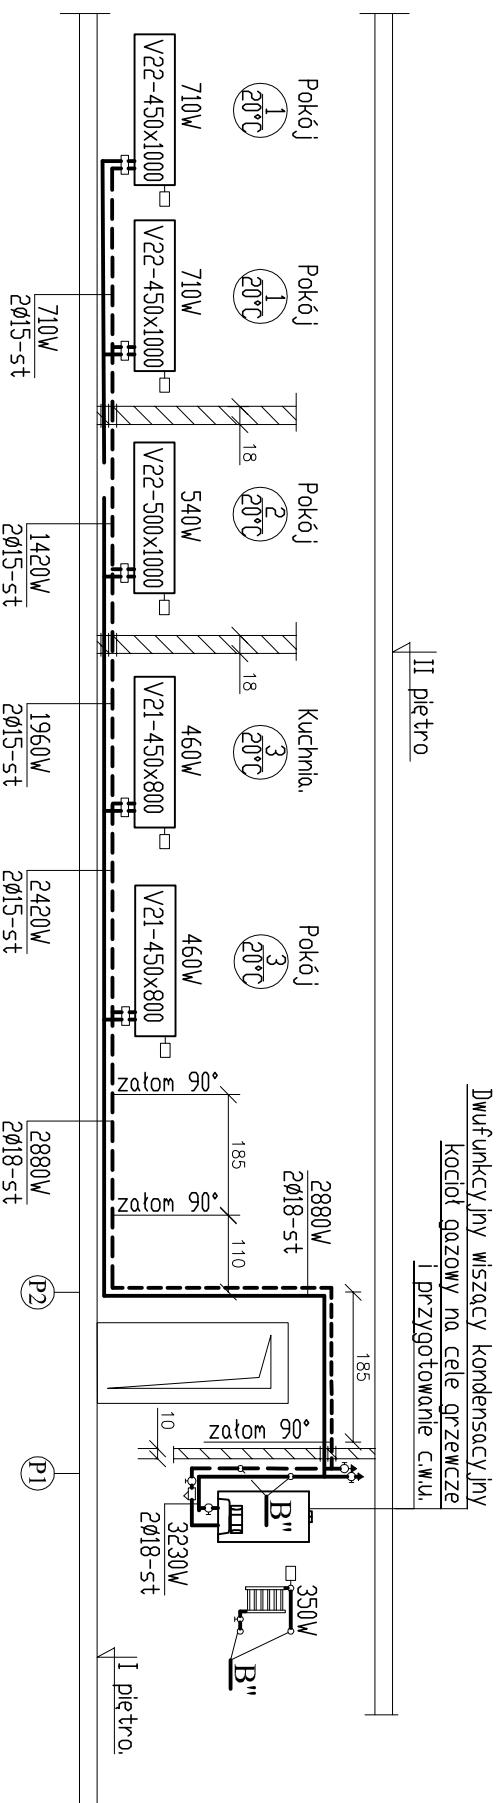 Dwufunkcyjny wiszący kondensacyjny
kocioł gazowy na cele grzewcze
i przygotowanie c.w.u.
II piętro
Pokój
1
20°C
710W
V22-450x1000
Pokój
1
20°C
710W
V22-450x1000
18
Pokój
2
20°C
540W
V22-500x1000
18
Kuchnia.
3
20°C
460W
V21-450x800
Pokój
3
20°C
460W
V21-450x800
710W
2ø15-st
1420W
2ø15-st
1960W
2ø15-st
2420W
2ø15-st
2880W
2ø18-st
załom 90°
185
załom 90°
110
2880W
2ø18-st
185
załom 90°
10
B"
3230W
2ø18-st
350W
B"
P2
P1
I piętro.